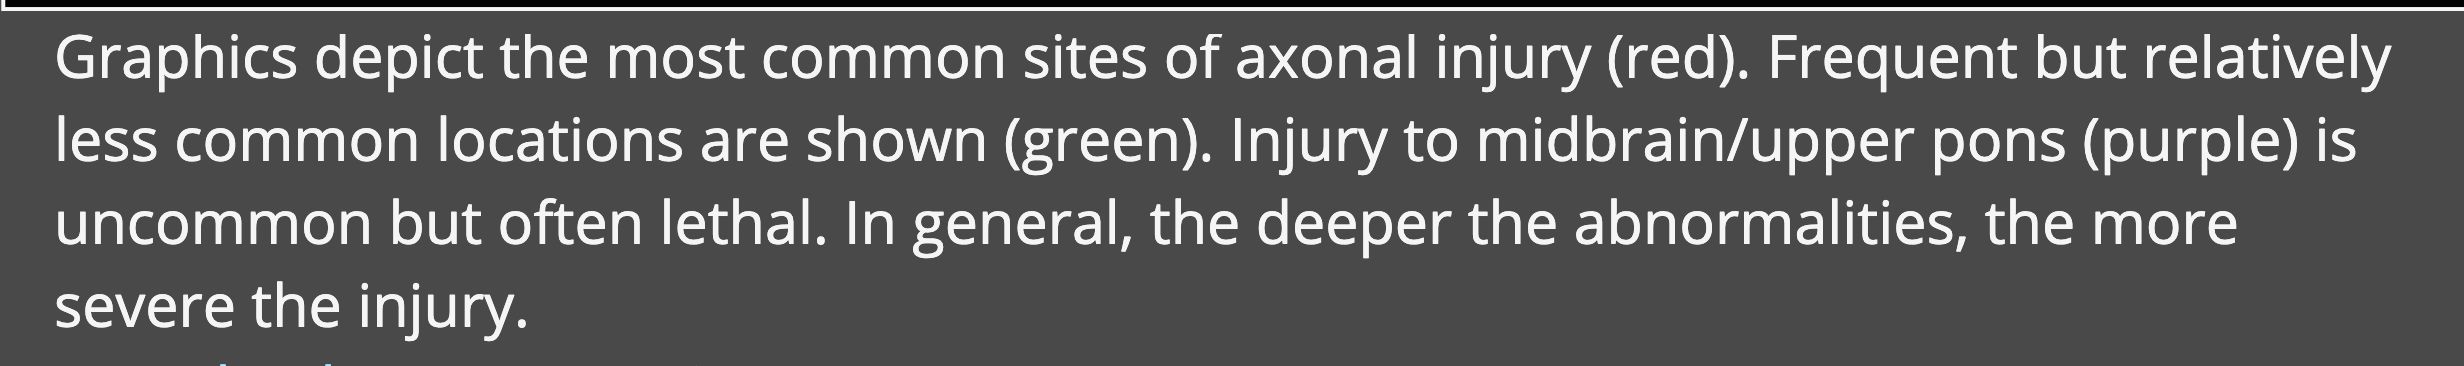 Graphics depict the most common sites of axonal injury (red). Frequent but relatively
less common locations are shown (green). Injury to midbrain/upper pons (purple) is
uncommon but often lethal. In general, the deeper the abnormalities, the more
severe the injury.